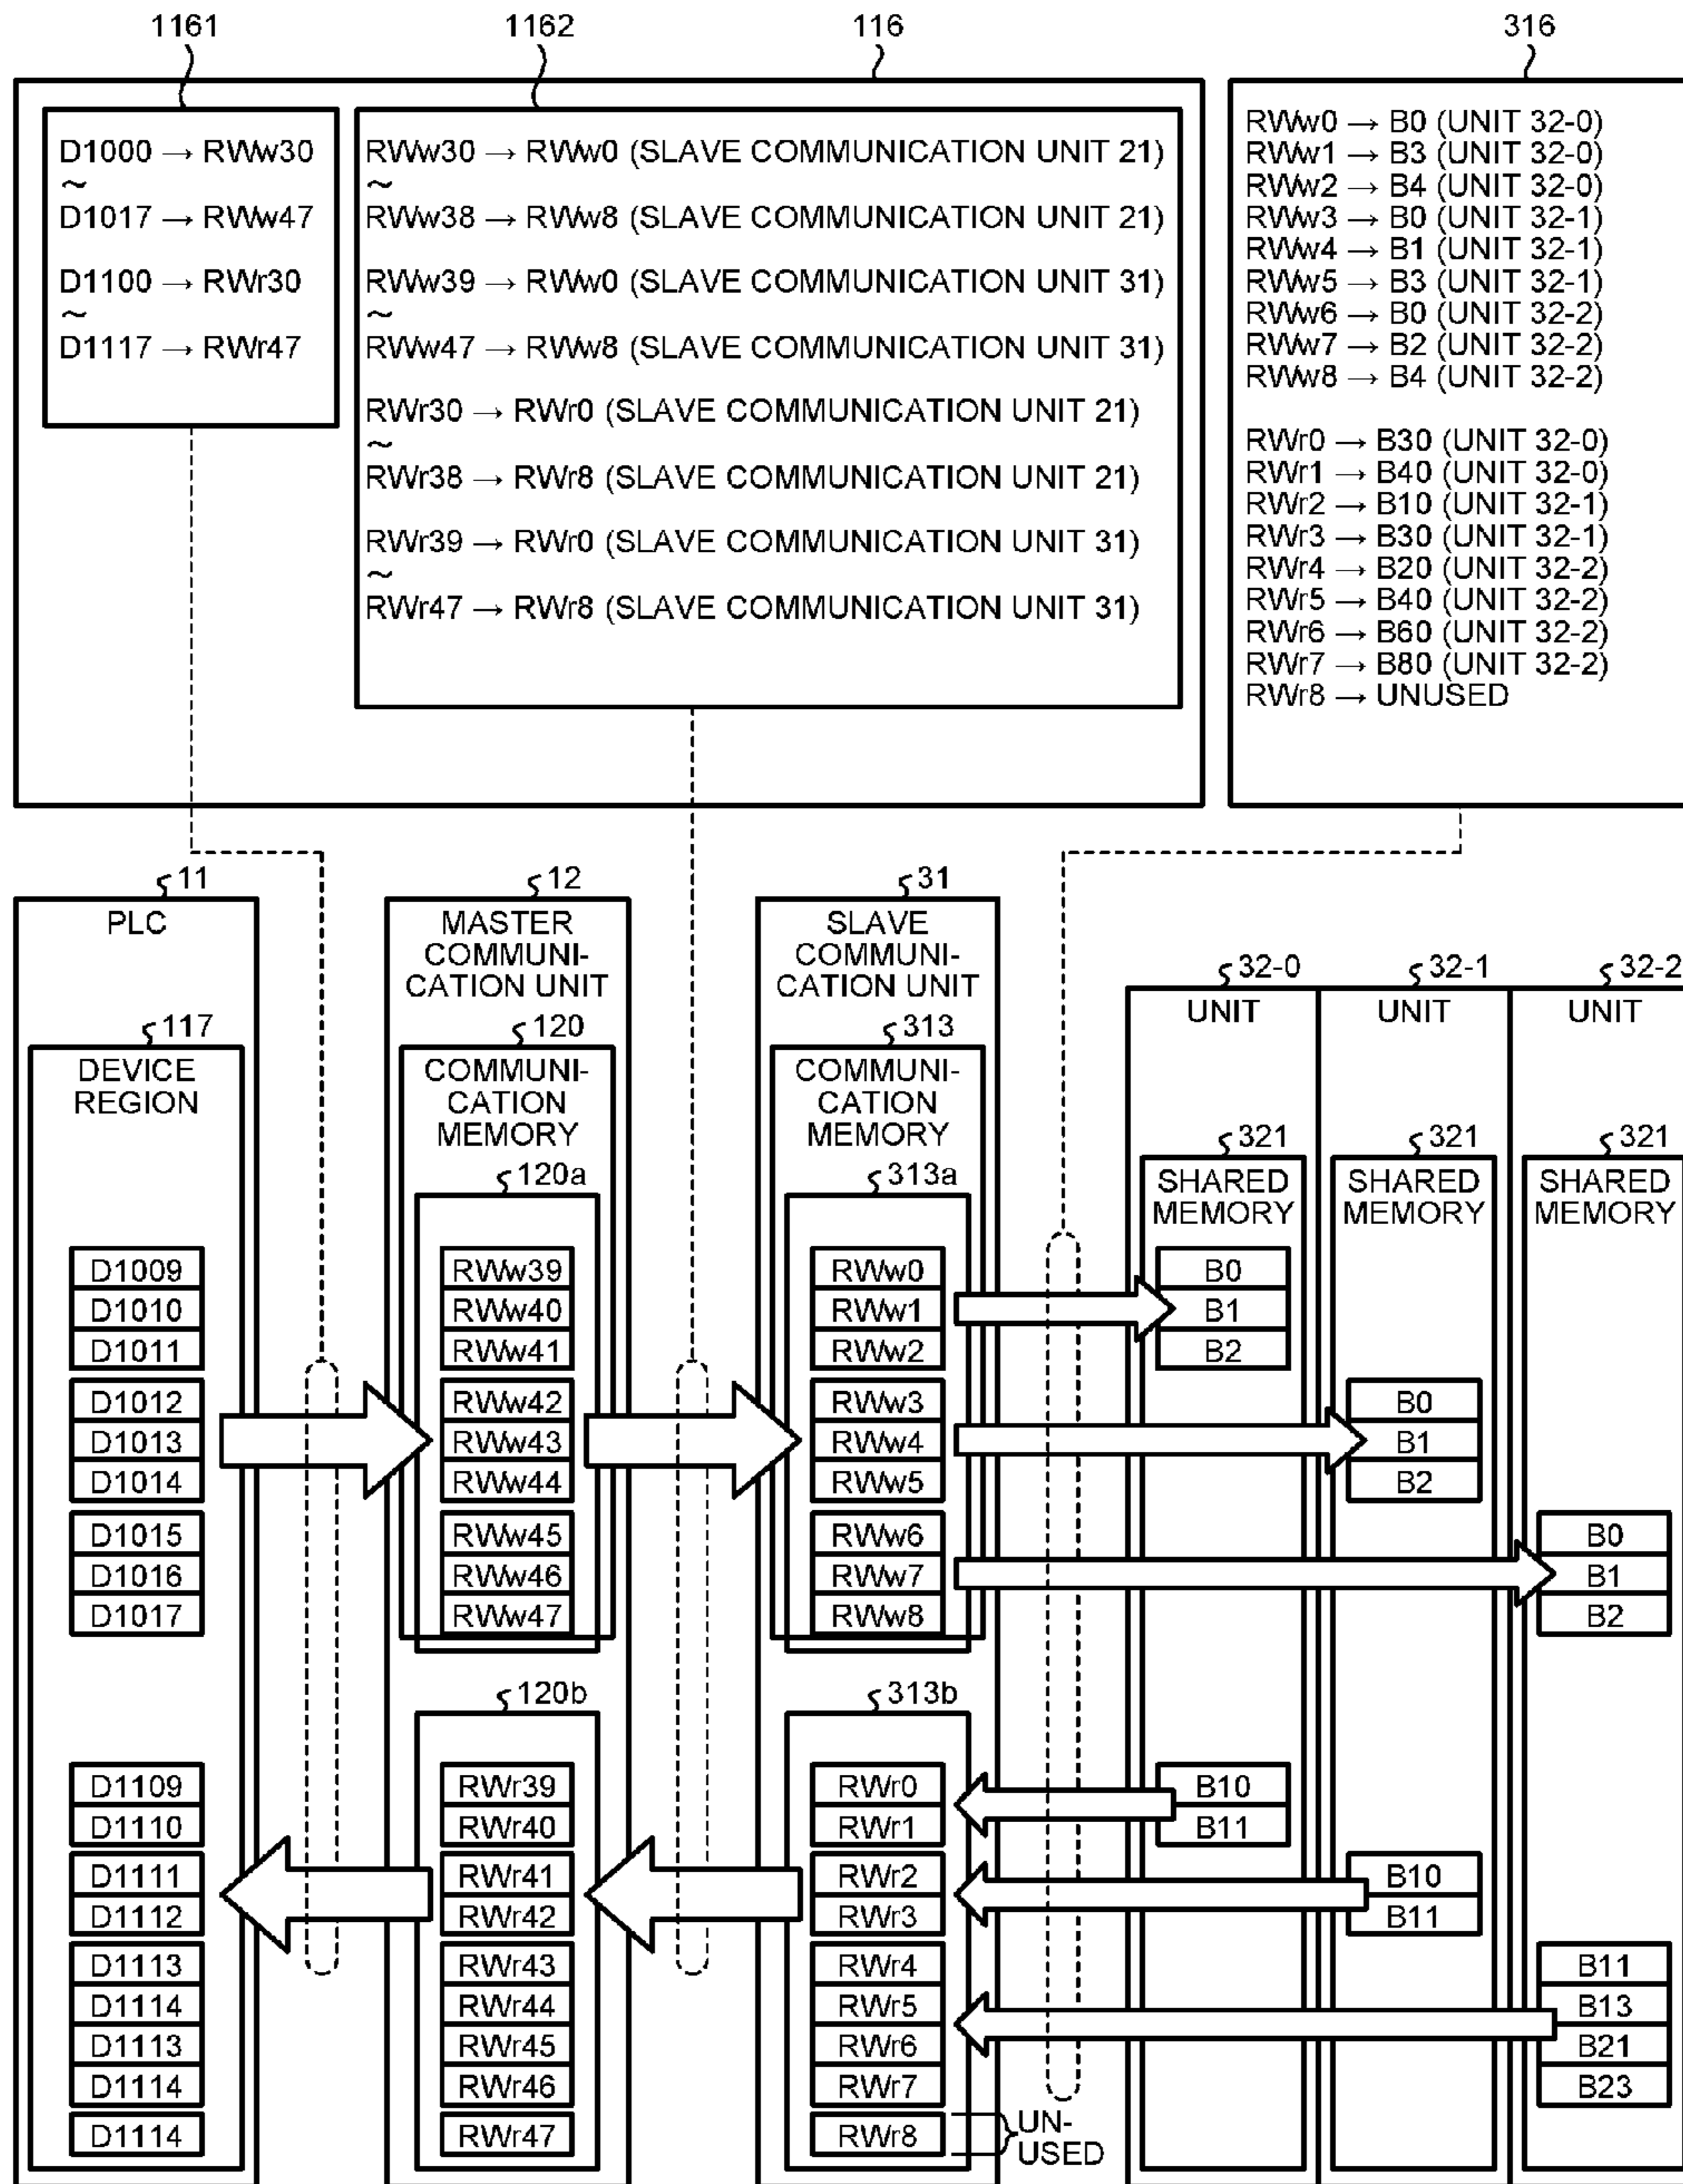 1161
1162
116
316
D1000 → RWw30
~
D1017 → RWw47
D1100 → RWr30
~
D1117 → RWr47
RWw30 → RWw0 (SLAVE COMMUNICATION UNIT 21)
~
RWw38 → RWw8 (SLAVE COMMUNICATION UNIT 21)
RWw39 → RWw0 (SLAVE COMMUNICATION UNIT 31)
~
RWw47 → RWw8 (SLAVE COMMUNICATION UNIT 31)
RWr30 → RWr0 (SLAVE COMMUNICATION UNIT 21)
~
RWr38 → RWr8 (SLAVE COMMUNICATION UNIT 21)
RWr39 → RWr0 (SLAVE COMMUNICATION UNIT 31)
~
RWr47 → RWr8 (SLAVE COMMUNICATION UNIT 31)
RWw0 → B0 (UNIT 32-0)
RWw1 → B3 (UNIT 32-0)
RWw2 → B4 (UNIT 32-0)
RWw3 → B0 (UNIT 32-1)
RWw4 → B1 (UNIT 32-1)
RWw5 → B3 (UNIT 32-1)
RWw6 → B0 (UNIT 32-2)
RWw7 → B2 (UNIT 32-2)
RWw8 → B4 (UNIT 32-2)
RWr0 → B30 (UNIT 32-0)
RWr1 → B40 (UNIT 32-0)
RWr2 → B10 (UNIT 32-1)
RWr3 → B30 (UNIT 32-1)
RWr4 → B20 (UNIT 32-2)
RWr5 → B40 (UNIT 32-2)
RWr6 → B60 (UNIT 32-2)
RWr7 → B80 (UNIT 32-2)
RWr8 → UNUSED
11
PLC
117
DEVICE
REGION
D1009
D1010
D1011
D1012
D1013
D1014
D1015
D1016
D1017
D1109
D1110
D1111
D1112
D1113
D1114
D1113
D1114
D1114
12
MASTER
COMMUNI-
CATION UNIT
120
COMMUNI-
CATION
MEMORY
120a
RWw39
RWw40
RWw41
RWw42
RWw43
RWw44
RWw45
RWw46
RWw47
120b
RWr39
RWr40
RWr41
RWr42
RWr43
RWr44
RWr45
RWr46
RWr47
31
SLAVE
COMMUNI-
CATION UNIT
313
COMMUNI-
CATION
MEMORY
313a
RWw0
RWw1
RWw2
RWw3
RWw4
RWw5
RWw6
RWw7
RWw8
313b
RWr0
RWr1
RWr2
RWr3
RWr4
RWr5
RWr6
RWr7
RWr8
UN-
USED
32-0
UNIT
321
SHARED
MEMORY
B0
B1
B2
B10
B11
32-1
UNIT
321
SHARED
MEMORY
B0
B1
B2
B10
B11
32-2
UNIT
321
SHARED
MEMORY
B0
B1
B2
B11
B13
B21
B23